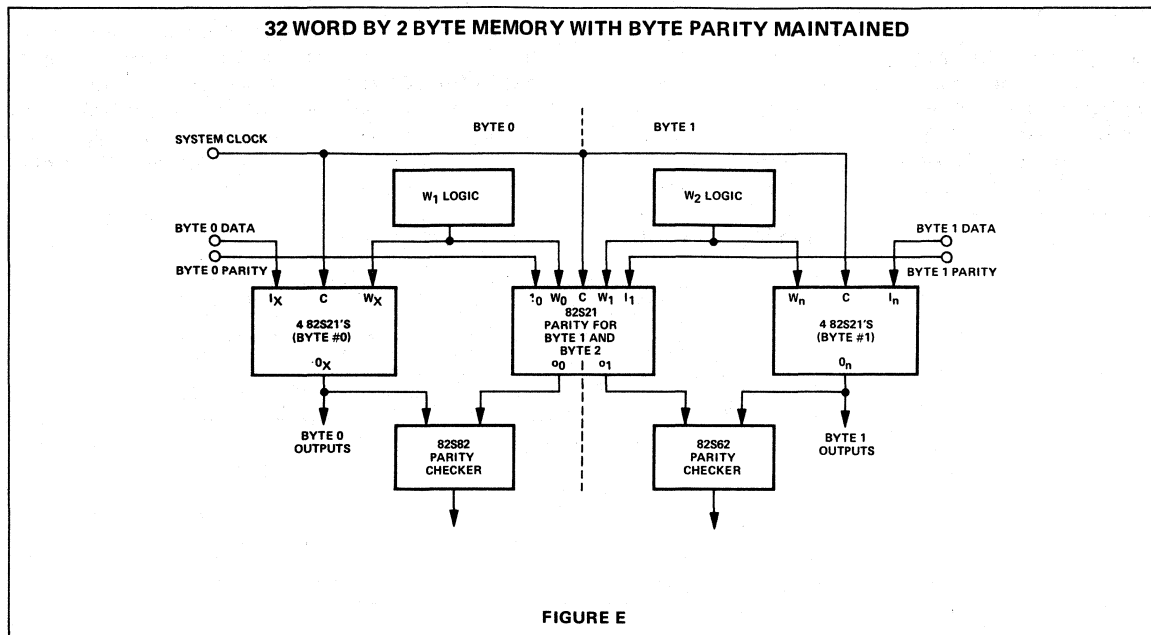 32 WORD BY 2 BYTE MEMORY WITH BYTE PARITY MAINTAINED
BYTE 0
BYTE 1
SYSTEM CLOCK
W1 LOGIC
W2 LOGIC
BYTE 0 DATA
BYTE 1 DATA
BYTE 0 PARITY
BYTE 1 PARITY
IX C WX
I0 W0 C W1 I1
Wn C In
4 82S21'S
(BYTE #0)
0X
82S21
PARITY FOR
BYTE 1 AND
BYTE 2
o0 o1
4 82S21'S
(BYTE #1)
0n
BYTE 0
OUTPUTS
82S82
PARITY
CHECKER
82S62
PARITY
CHECKER
BYTE 1
OUTPUTS
FIGURE E